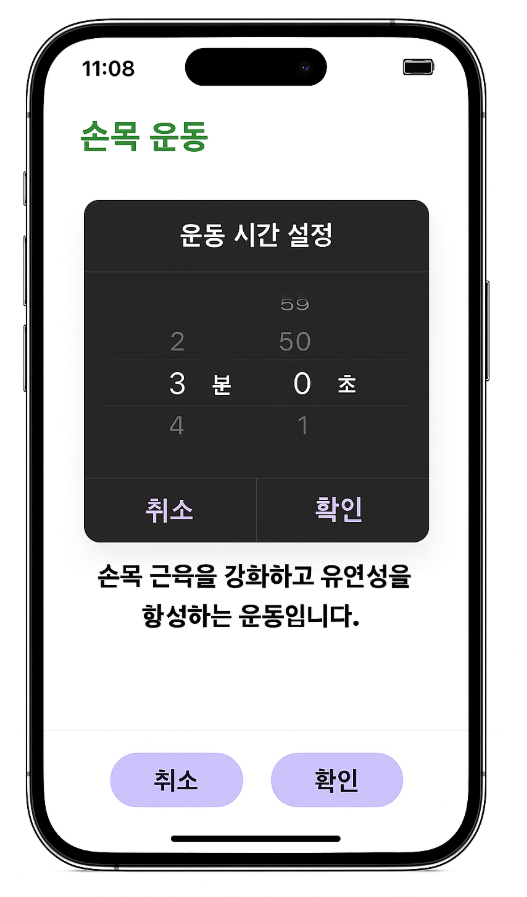 11:08
손목 운동
운동 시간 설정
59
2 50
3 분 0 초
4 1
취소 확인
손목 근육을 강화하고 유연성을
항성하는 운동입니다.
취소 확인